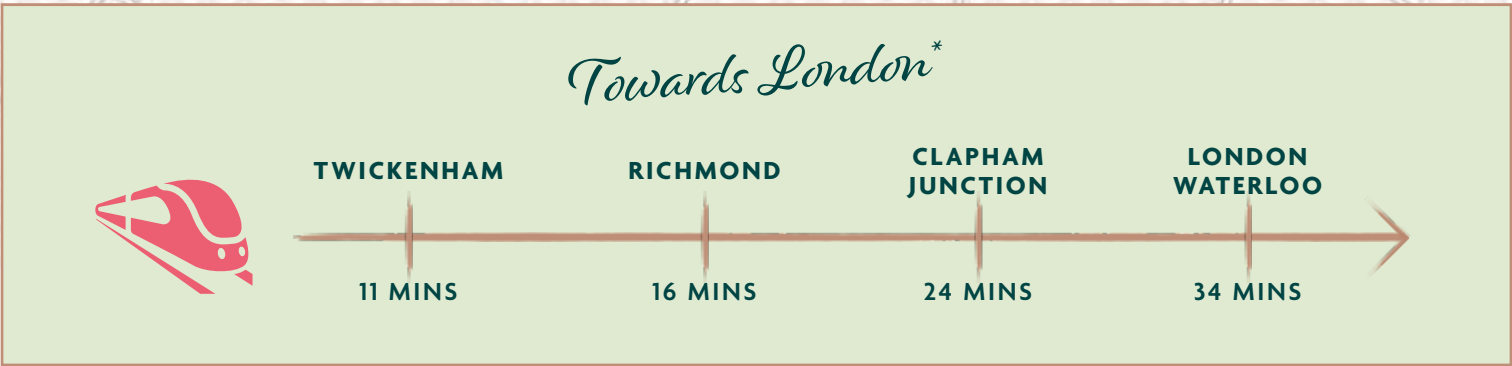 Towards London*
TWICKENHAM
RICHMOND
CLAPHAM
JUNCTION
LONDON
WATERLOO
11 MINS
16 MINS
24 MINS
34 MINS